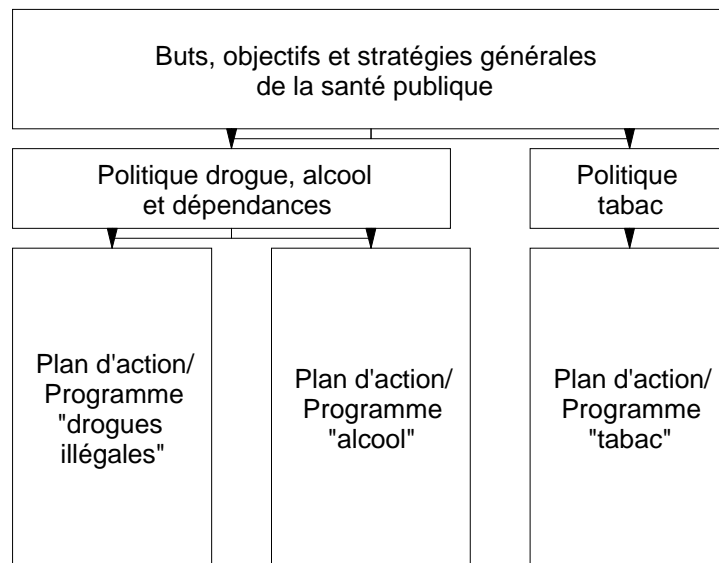 Buts, objectifs et stratégies générales
de la santé publique
Politique drogue, alcool
et dépendances
Politique
tabac
Plan d'action/
Programme
"drogues
illégales"
Plan d'action/
Programme
"alcool"
Plan d'action/
Programme
"tabac"